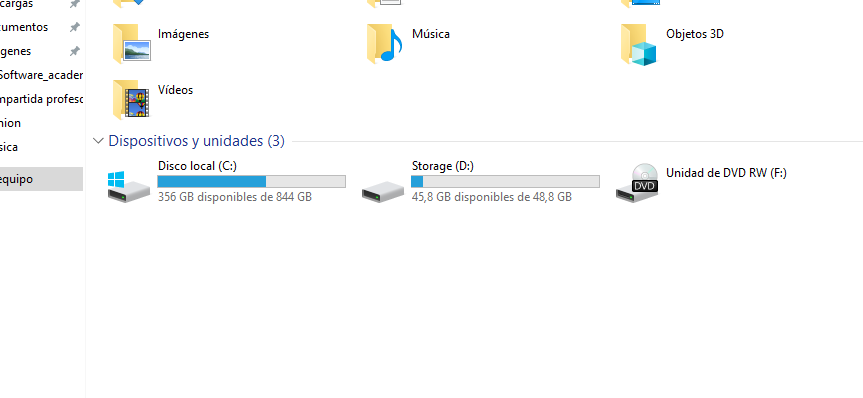 cargas
cumentos
Imágenes
Música
Objetos 3D
genes
Software_acader
mpartida profesc
Vídeos
nion
sica
Dispositivos y unidades (3)
equipo
Disco local (C:)
356 GB disponibles de 844 GB
Storage (D:)
45,8 GB disponibles de 48,8 GB
DVD
Unidad de DVD RW (F:)